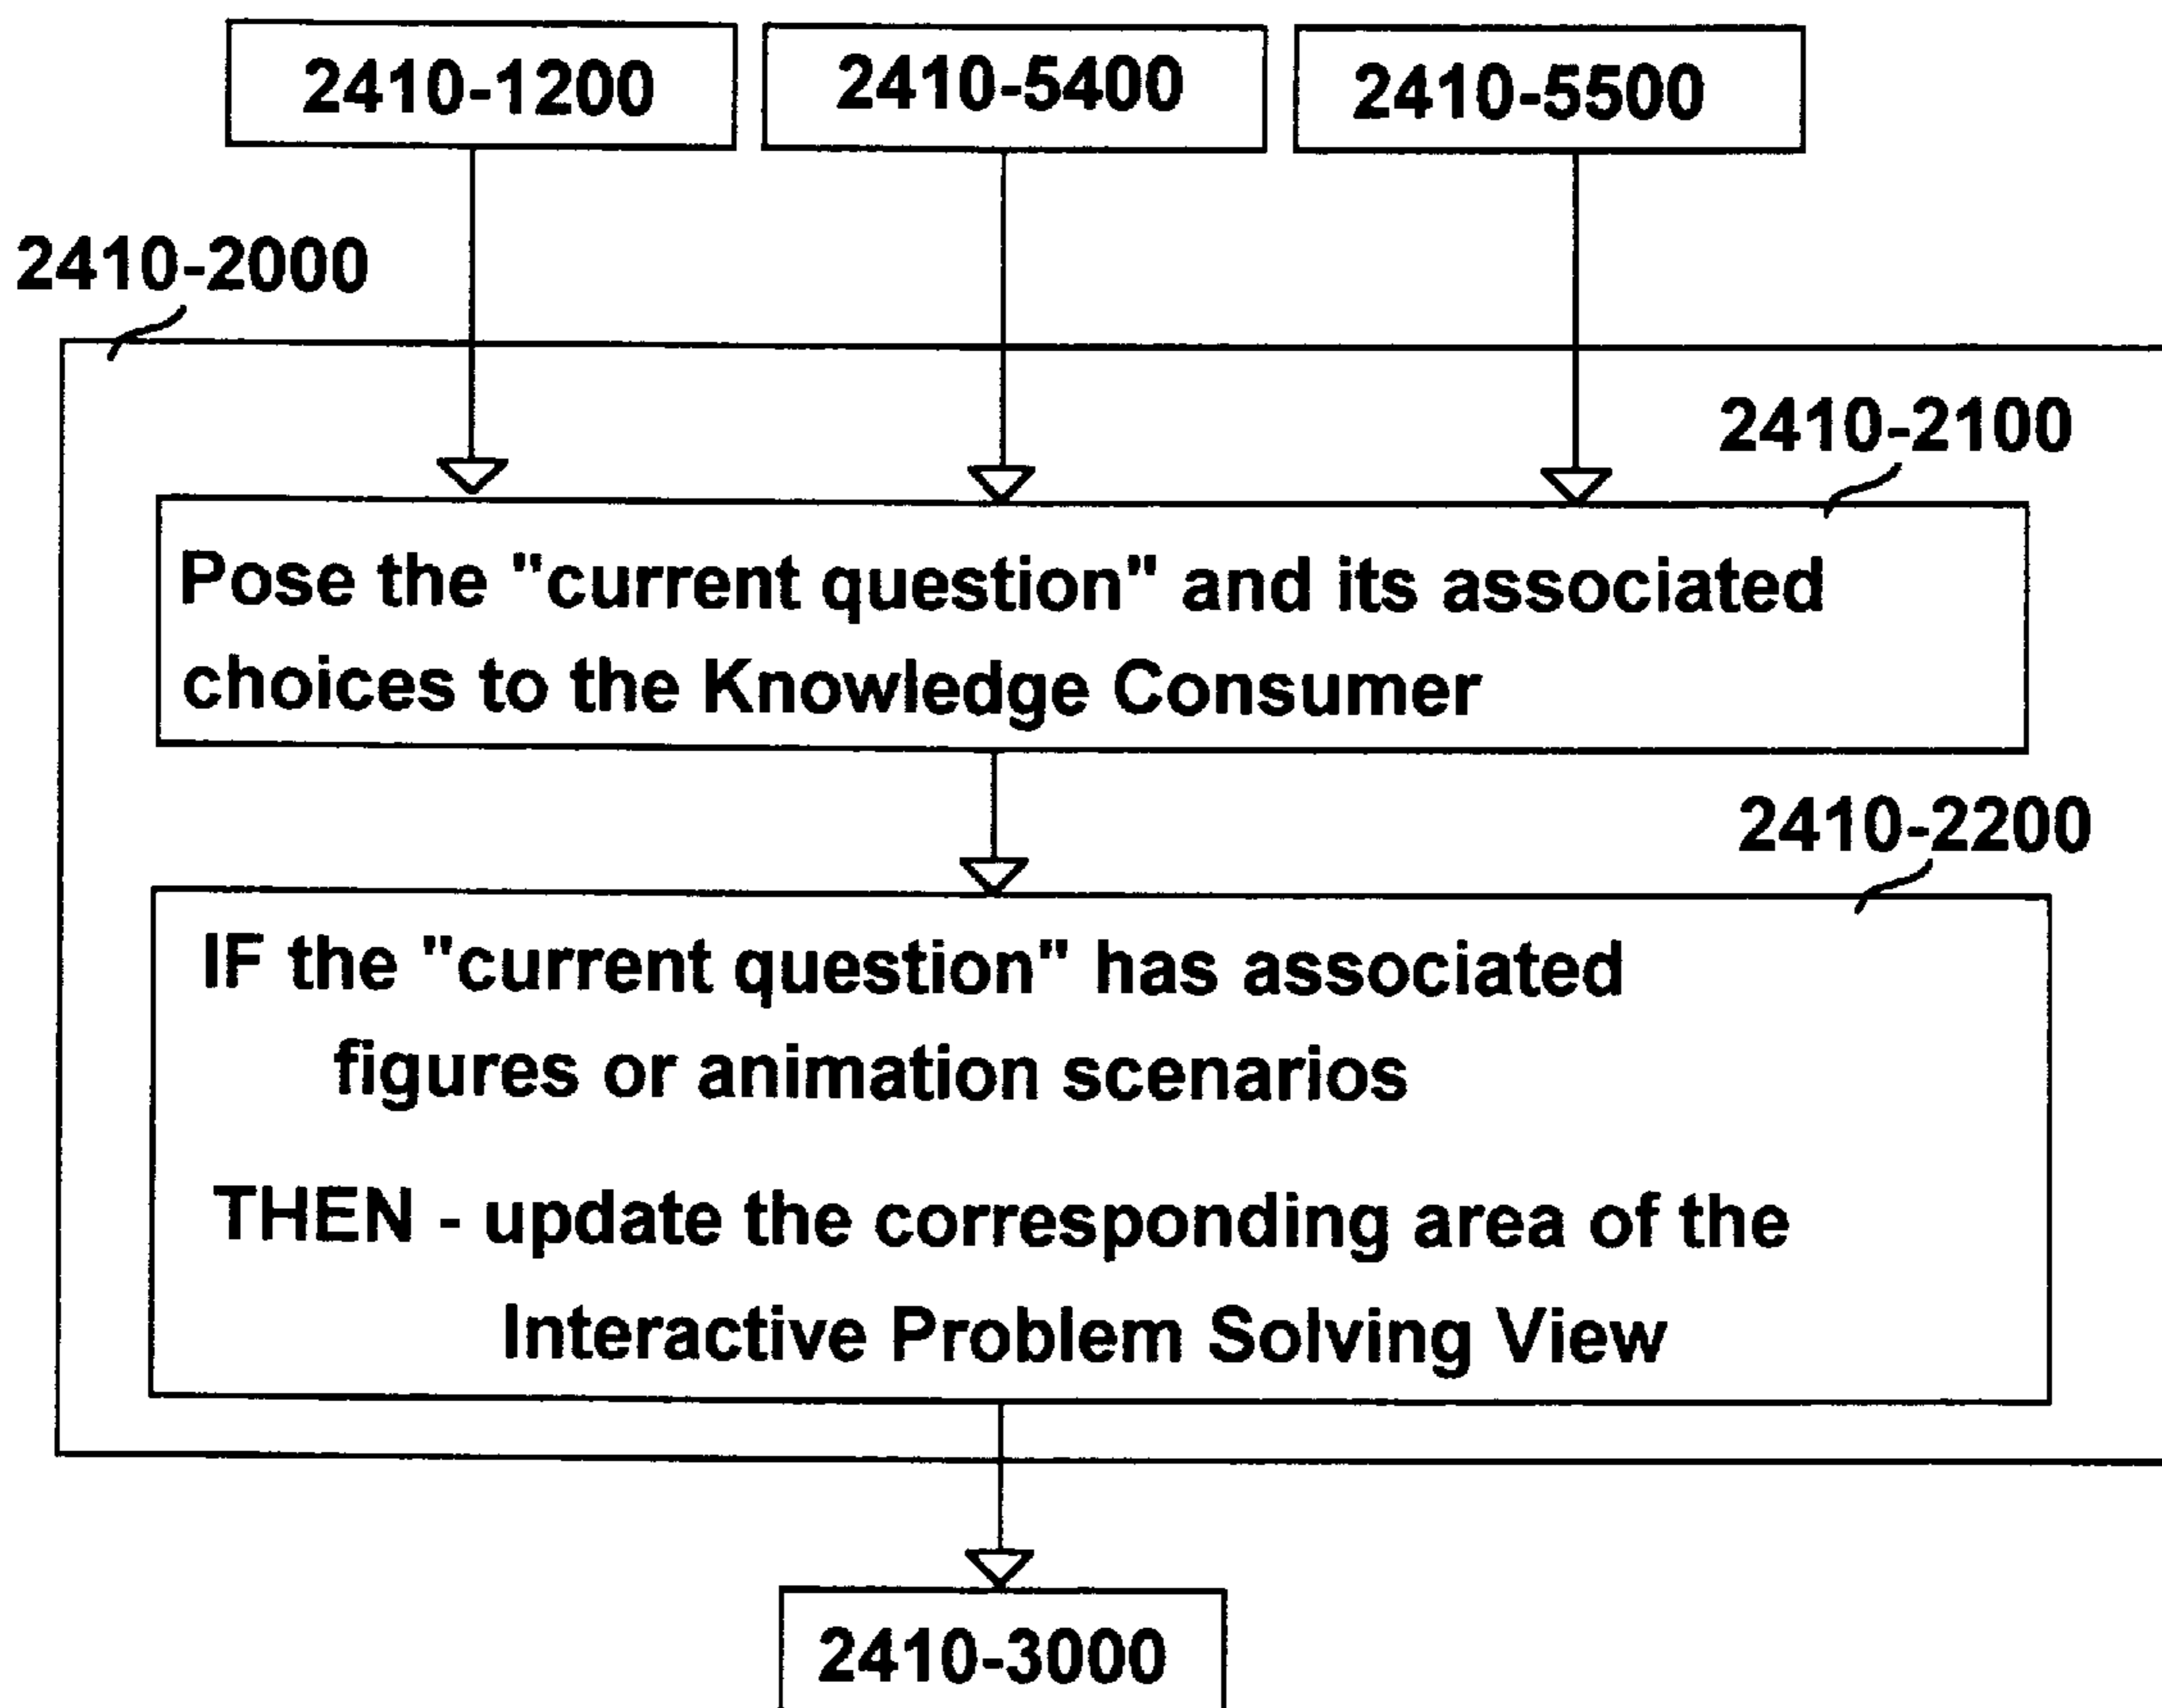 2410-1200
2410-5400
2410-5500
2410-2000
2410-2100
Pose the "current question" and its associated
choices to the Knowledge Consumer
2410-2200
IF the "current question" has associated
figures or animation scenarios
THEN - update the corresponding area of the
Interactive Problem Solving View
2410-3000